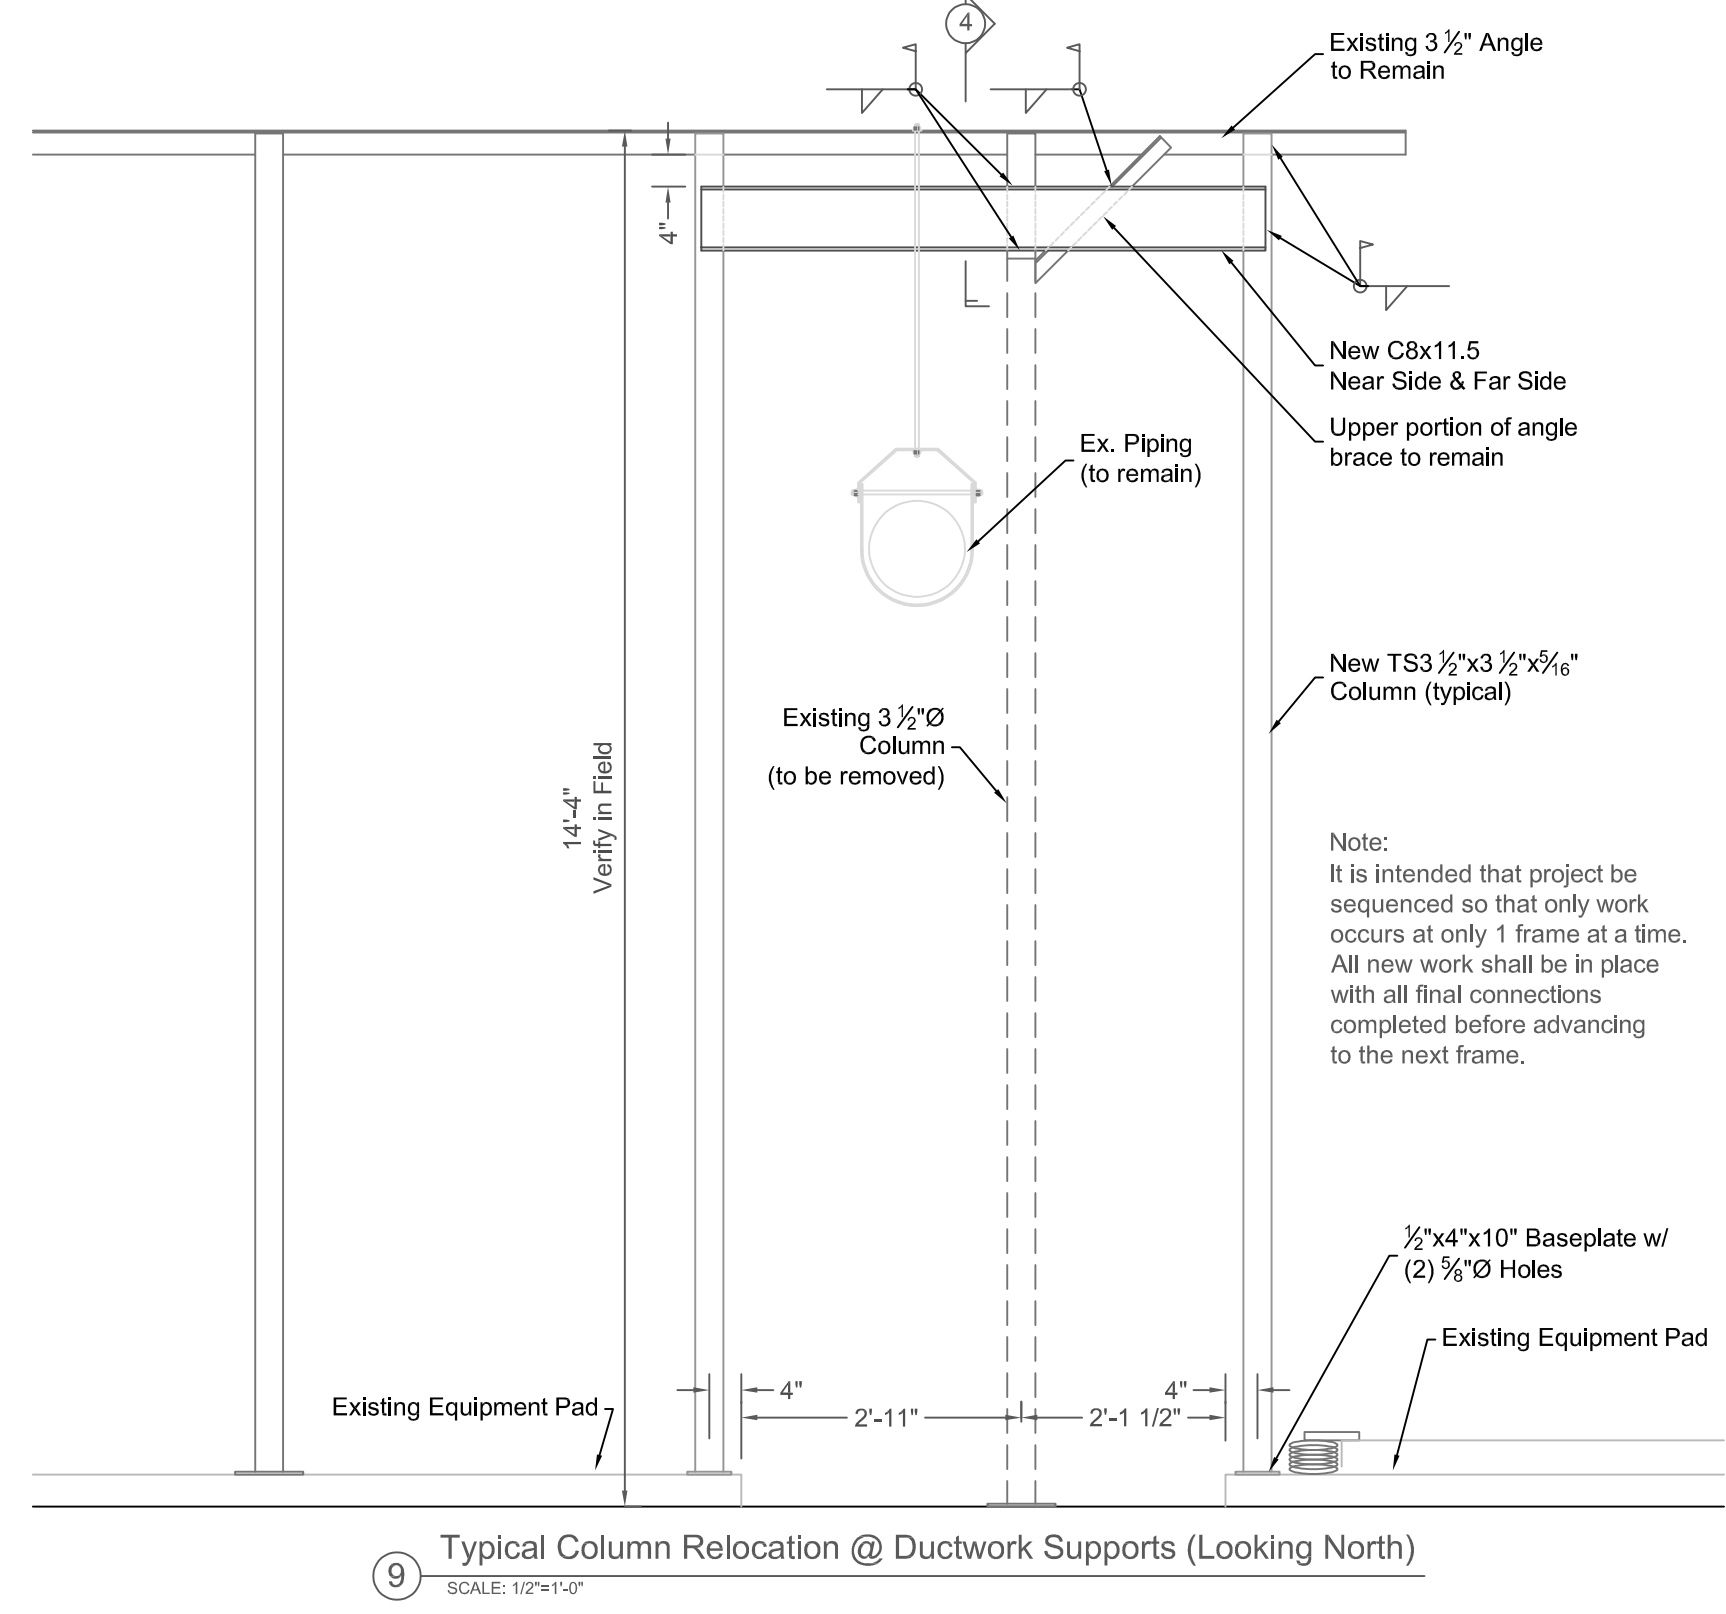 4
Existing 3 ½" Angle
to Remain
4"
New C8x11.5
Near Side & Far Side
Upper portion of angle
brace to remain
Ex. Piping
(to remain)
New TS3 ½"x3 ½"x5⁄16"
Column (typical)
Existing 3 ½"Ø
Column
(to be removed)
14'-4"
Verify in Field
Note:
It is intended that project be
sequenced so that only work
occurs at only 1 frame at a time.
All new work shall be in place
with all final connections
completed before advancing
to the next frame.
½"x4"x10" Baseplate w/
(2) ⅝"Ø Holes
Existing Equipment Pad
Existing Equipment Pad
4"
4"
2'-11"
2'-1 1/2"
9
Typical Column Relocation @ Ductwork Supports (Looking North)
SCALE: 1/2"=1'-0"